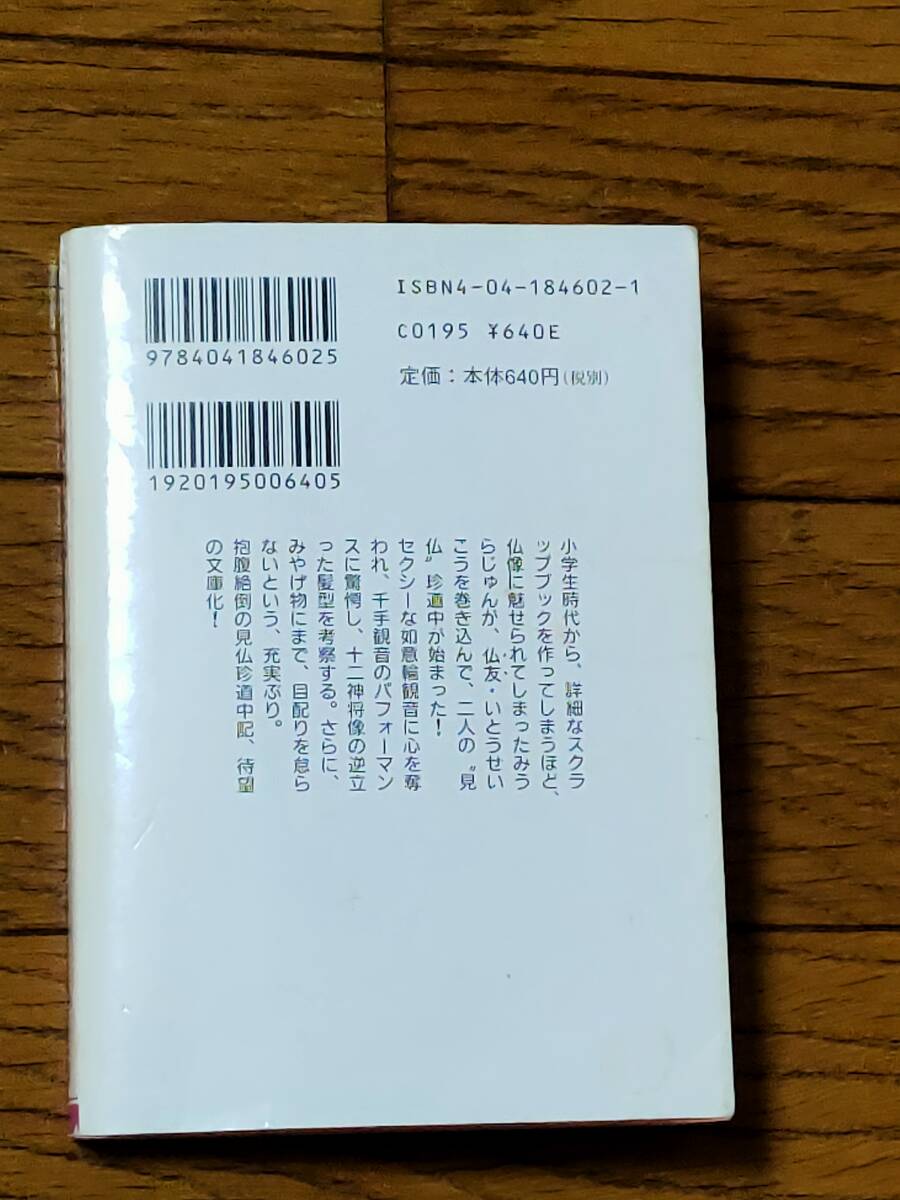 9784041846025
1920195006405
ISBN4-04-184602-1
C0195 ¥640E
定価：本体640円(税別)
小学生時代から、詳細なスクラ
ップブックを作ってしまうほど、
仏像に魅せられてしまったみう
らじゅんが、仏友・いとうせい
こうを巻き込んで、二人の〝見
仏〟珍道中が始まった！
セクシーな如意輪観音に心を奪
われ、千手観音のパフォーマン
スに驚愕し、十二神将像の逆立
った髪型を考察する。さらに、
みやげ物にまで、目配りを怠ら
ないという、充実ぶり。
抱腹絶倒の見仏珍道中記、待望
の文庫化！